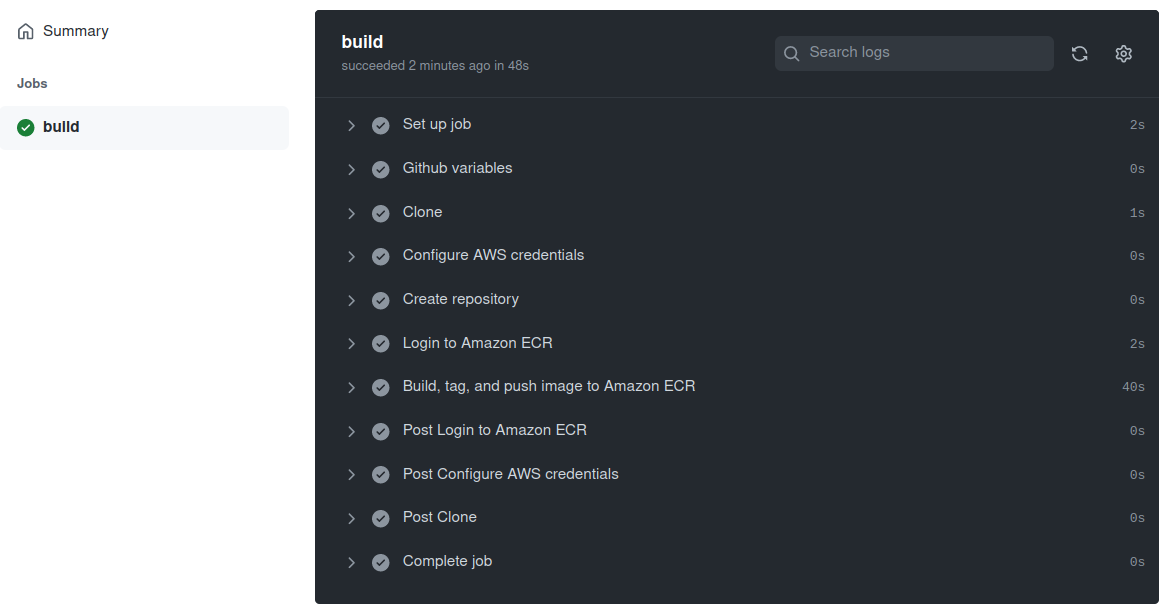 Summary
Jobs
build
build
succeeded 2 minutes ago in 48s
Search logs
Set up job 2s
Github variables 0s
Clone 1s
Configure AWS credentials 0s
Create repository 0s
Login to Amazon ECR 2s
Build, tag, and push image to Amazon ECR 40s
Post Login to Amazon ECR 0s
Post Configure AWS credentials 0s
Post Clone 0s
Complete job 0s